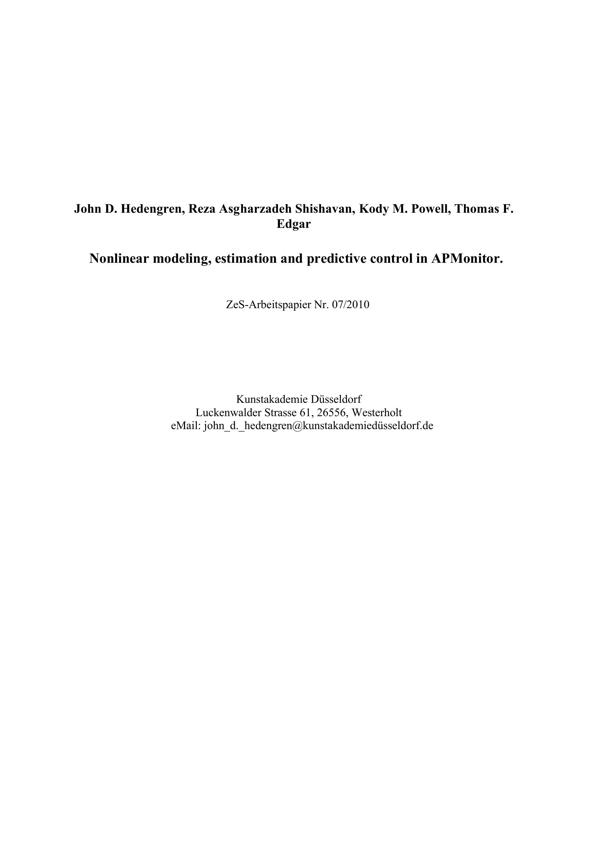 John D. Hedengren, Reza Asgharzadeh Shishavan, Kody M. Powell, Thomas F.
Edgar
Nonlinear modeling, estimation and predictive control in APMonitor.
ZeS-Arbeitspapier Nr. 07/2010
Kunstakademie Düsseldorf
Luckenwalder Strasse 61, 26556, Westerholt
eMail: john_d._hedengren@kunstakademiedüsseldorf.de